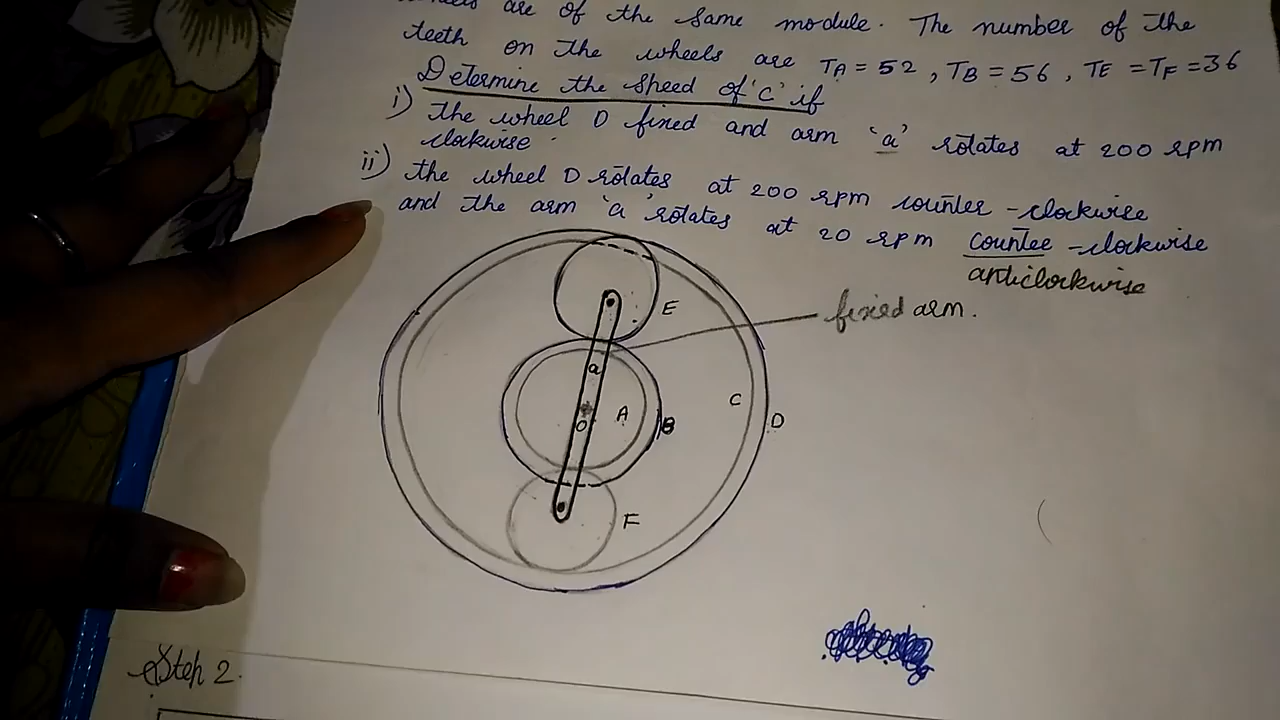 are of the same module. The number of the
teeth on the wheels are TA = 52, TB = 56, TE = TF = 36
Determine the speed of 'C' if
i) the wheel D fixed and arm 'a' rotates at 200 rpm
clockwise.
ii) the wheel D rotates at 200 rpm counter-clockwise
and the arm 'a' rotates at 20 rpm counter-clockwise
anticlockwise
E
fixed arm.
a
C
A
B
D
O
F
Step 2.